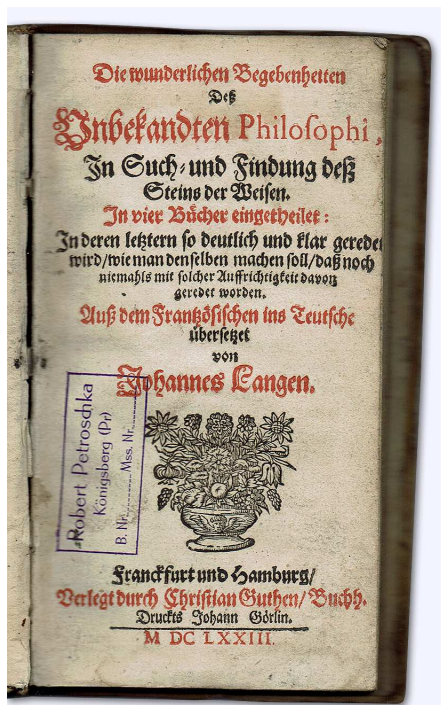 Die wunderlichen Begebenheiten
Deß
Unbekandten Philosophi,
In Such- und Findung deß
Steins der Weisen.
In vier Bücher eingetheilet:
In deren letztern so deutlich und klar geredet
wird/wie man denselben machen soll/daß noch
niemahls mit solcher Auffrichtigkeit davon
geredet worden.
Auß dem Frantzösischen ins Teutsche
übersetzet
von
Johannes Langen.
Robert Petroschka
Königsberg (Pr)
B. Nr. Mss. Nr.
Franckfurt und Hamburg/
Verlegt durch Christian Guthen/ Buchh.
Druckts Johann Görlin.
M DC LXXIII.